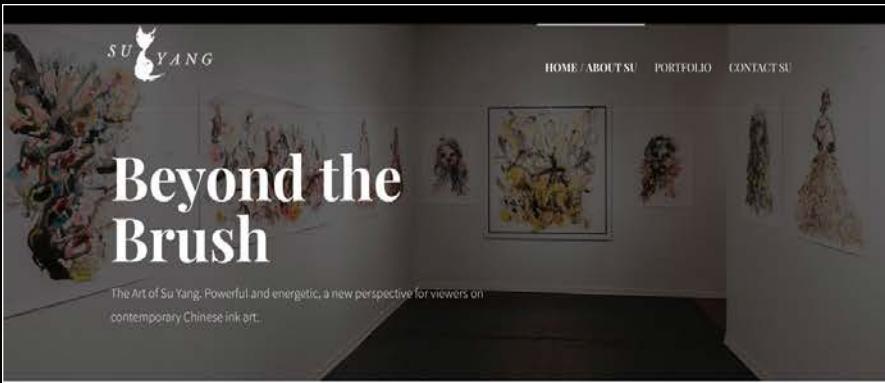 SU YANG
HOME / ABOUT SU PORTFOLIO CONTACT SU
Beyond the
Brush
The Art of Su Yang. Powerful and energetic, a new perspective for viewers on
contemporary Chinese ink art.